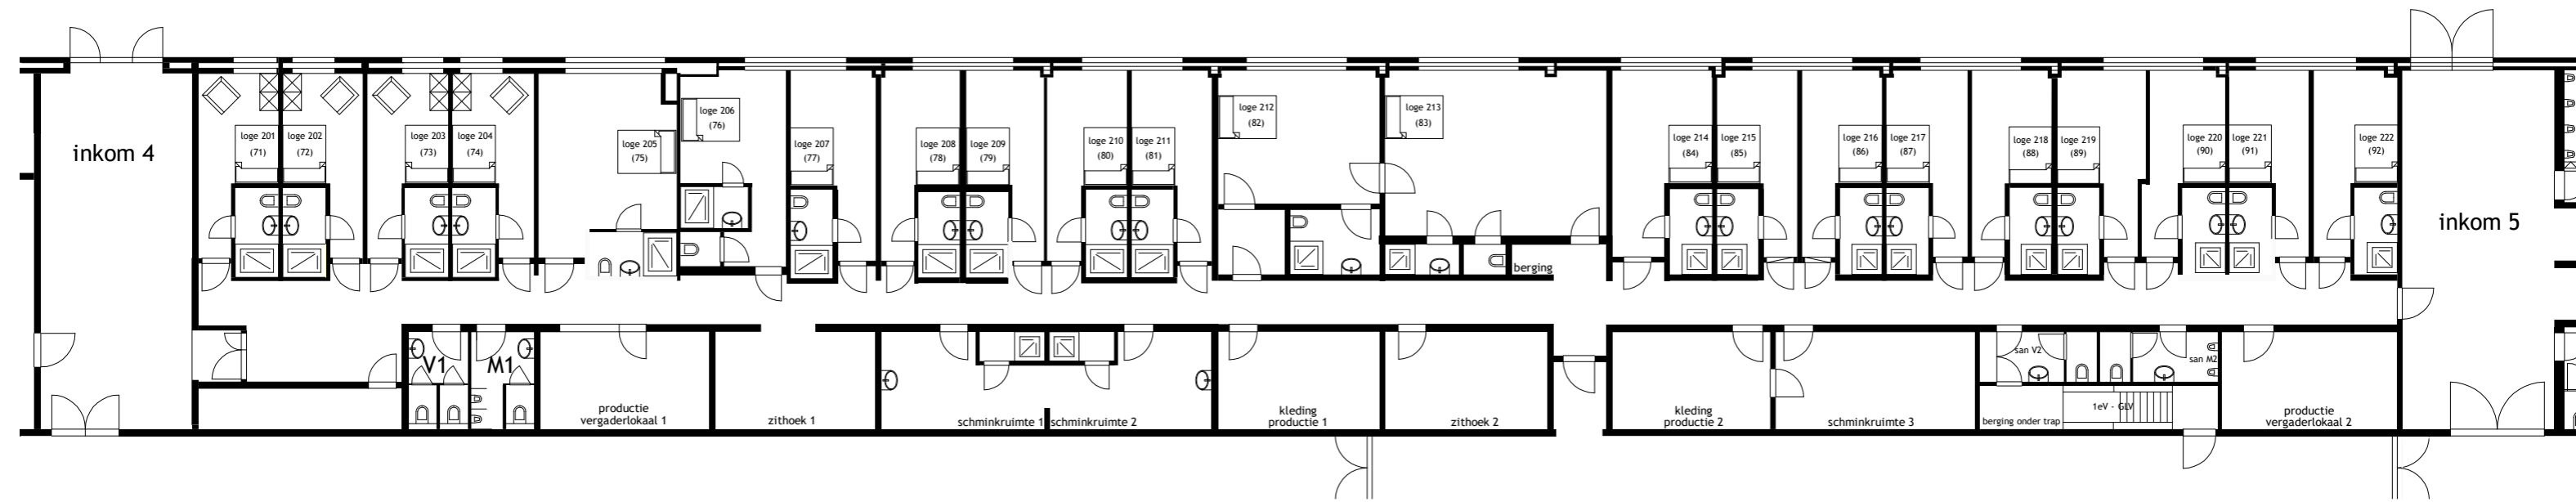 inkom 4
loge 201
(71)
loge 202
(72)
loge 203
(73)
loge 204
(74)
loge 205
(75)
loge 206
(76)
loge 207
(77)
loge 208
(78)
loge 209
(79)
loge 210
(80)
loge 211
(81)
loge 212
(82)
loge 213
(83)
loge 214
(84)
loge 215
(85)
loge 216
(86)
loge 217
(87)
loge 218
(88)
loge 219
(89)
loge 220
(90)
loge 221
(91)
loge 222
(92)
inkom 5
berging
V1
M1
productie
vergaderlokaal 1
zithoek 1
schminkruimte 1
schminkruimte 2
kleding
productie 1
zithoek 2
kleding
productie 2
schminkruimte 3
san V2
san M2
1eV - GLV
berging onder trap
productie
vergaderlokaal 2